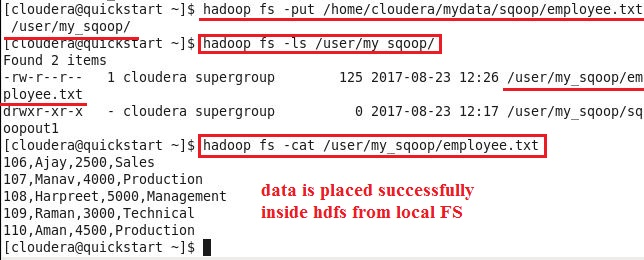 [cloudera@quickstart ~]$ hadoop fs -put /home/cloudera/mydata/sqoop/employee.txt
/user/my_sqoop/
[cloudera@quickstart ~]$ hadoop fs -ls /user/my_sqoop/
Found 2 items
-rw-r--r-- 1 cloudera supergroup 125 2017-08-23 12:26 /user/my_sqoop/em
ployee.txt
drwxr-xr-x - cloudera supergroup 0 2017-08-23 12:17 /user/my_sqoop/sq
oopout1
[cloudera@quickstart ~]$ hadoop fs -cat /user/my_sqoop/employee.txt
106,Ajay,2500,Sales
107,Manav,4000,Production
108,Harpreet,5000,Management
109,Raman,3000,Technical
110,Aman,4500,Production
data is placed successfully
inside hdfs from local FS
[cloudera@quickstart ~]$